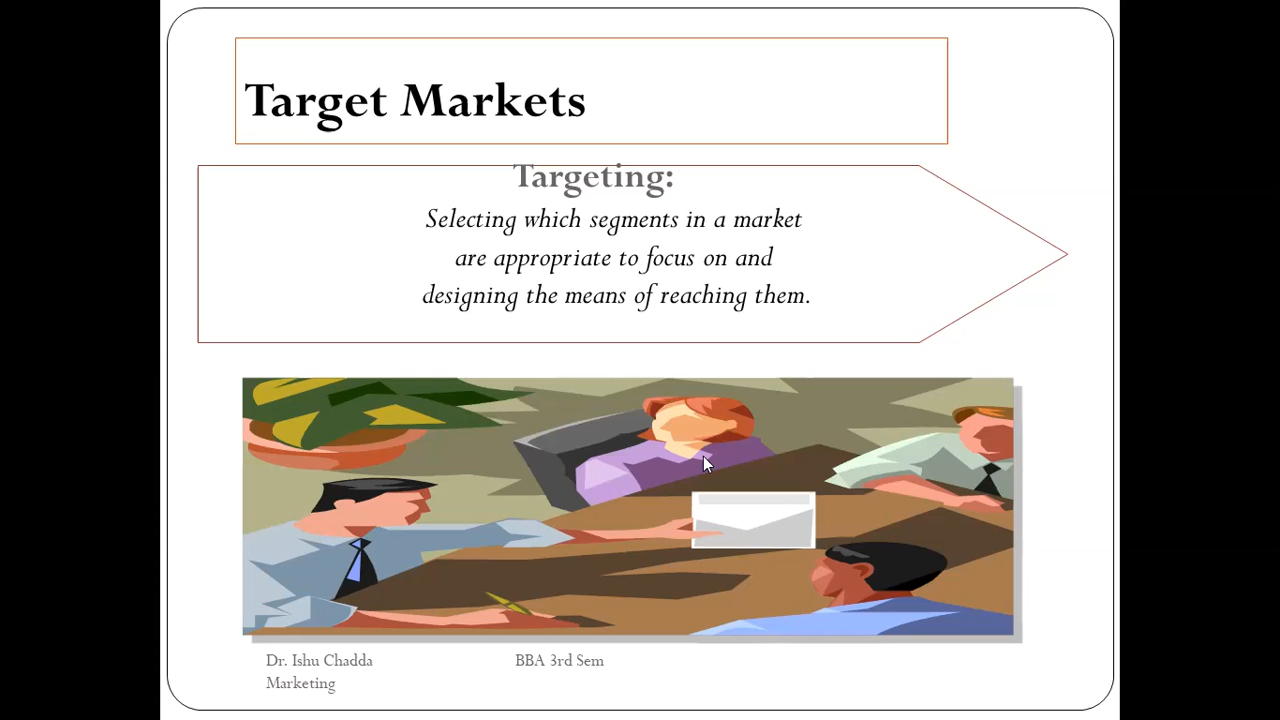 Target Markets
Targeting:
Selecting which segments in a market
are appropriate to focus on and
designing the means of reaching them.
Dr. Ishu Chadda
Marketing
BBA 3rd Sem